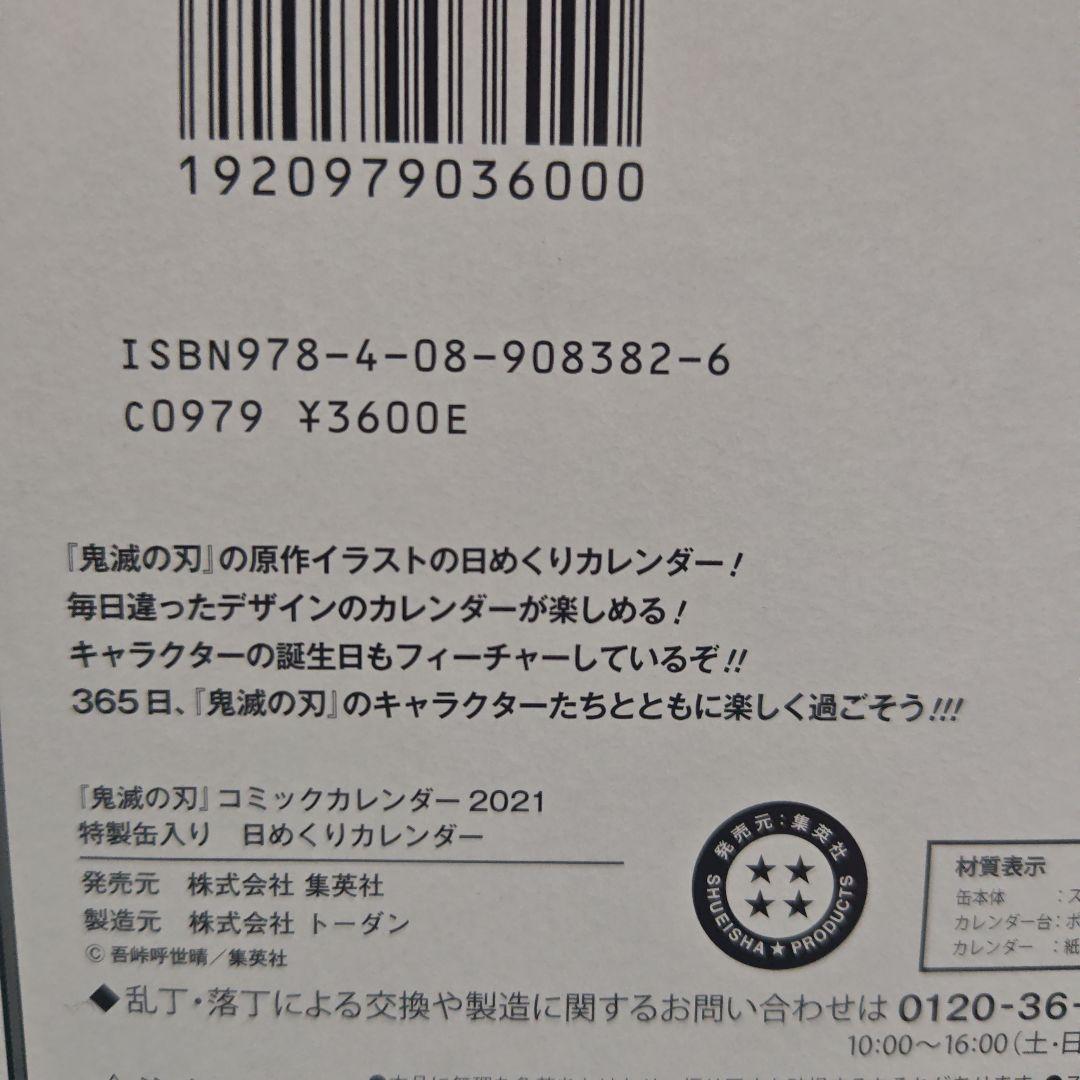 1920979036000
ISBN978-4-08-908382-6
C0979 ¥3600E
『鬼滅の刃』の原作イラストの日めくりカレンダー!
毎日違ったデザインのカレンダーが楽しめる!
キャラクターの誕生日もフィーチャーしているぞ!!
365日、『鬼滅の刃』のキャラクターたちとともに楽しく過ごそう!!!
『鬼滅の刃』コミックカレンダー2021
特製缶入り 日めくりカレンダー
発売元 株式会社 集英社
製造元 株式会社 トーダン
©吾峠呼世晴/集英社
発売元:集英社
SHUEISHA★PRODUCTS
材質表示
缶本体 :ス
カレンダー台:ポ
カレンダー :紙
◆乱丁・落丁による交換や製造に関するお問い合わせは 0120-36-
10:00〜16:00(土・日